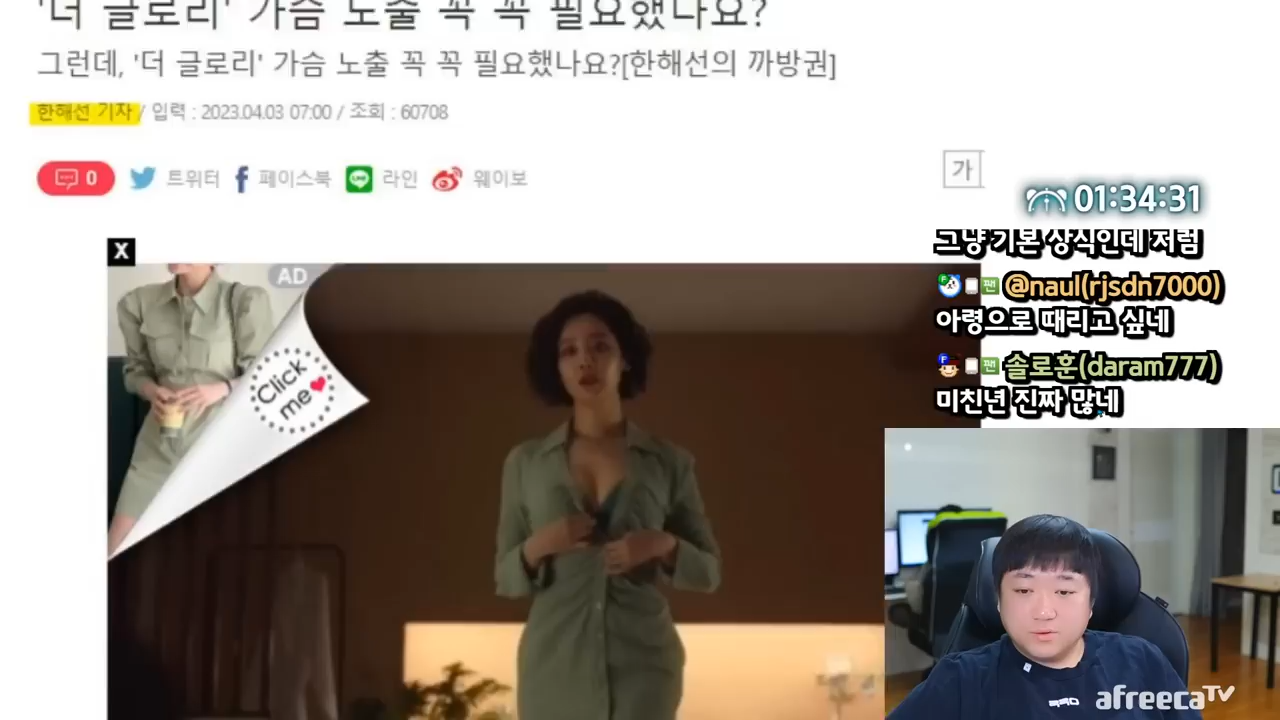 '더 글로리' 가슴 노출 꼭 꼭 필요했나요?
그런데, '더 글로리' 가슴 노출 꼭 꼭 필요했나요?[한해선의 까방권]
한해선 기자 / 입력 : 2023.04.03 07:00 / 조회 : 60708
0 트위터 페이스북 라인 웨이보
가
01:34:31
그냥 기본 상식인데 저럼
@naul(rjsdn7000)
아령으로 때리고 싶네
솔로훈(daram777)
미친년 진짜 많네
X
AD
Click
me
afreecaTV